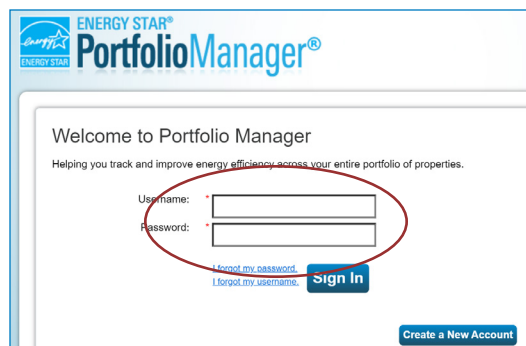 ENERGY STAR®
PortfolioManager®
energy
ENERGY STAR
Welcome to Portfolio Manager
Helping you track and improve energy efficiency across your entire portfolio of properties.
Username: *
Password: *
I forgot my password.
I forgot my username.
Sign In
Create a New Account